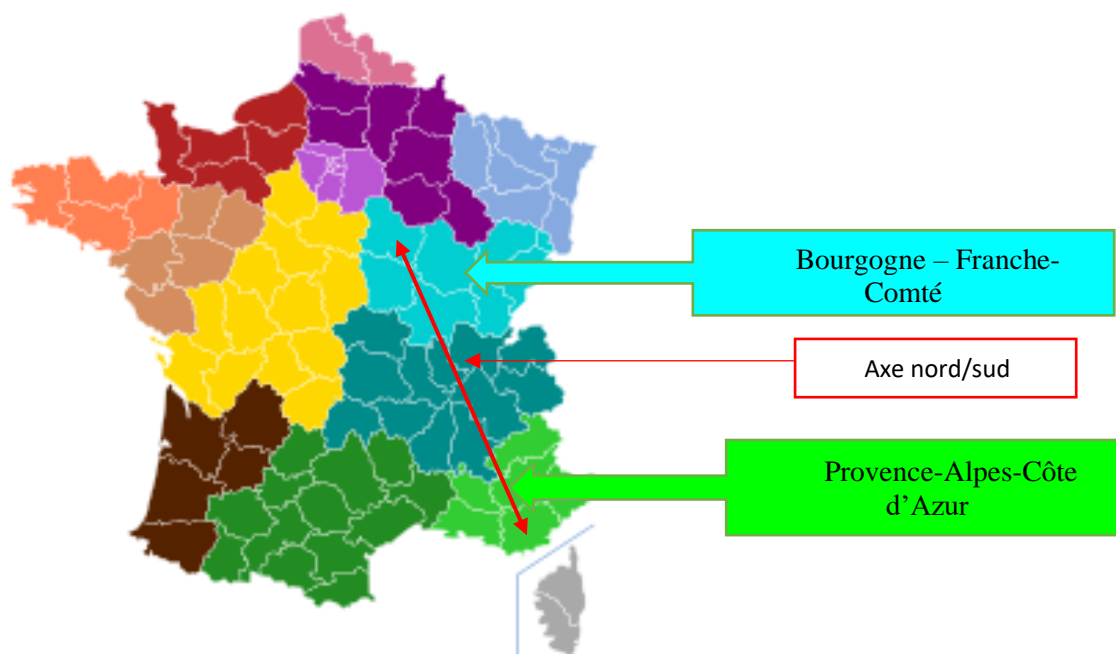 Bourgogne – Franche-
Comté
Axe nord/sud
Provence-Alpes-Côte
d’Azur